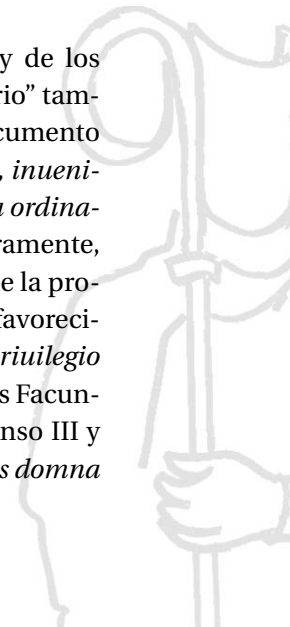 y de los
rio” tam-
cumento
, inueni-
ordina-
ramente,
e la pro-
favoreci-
riuilegio
s Facun-
nso III y
s domna